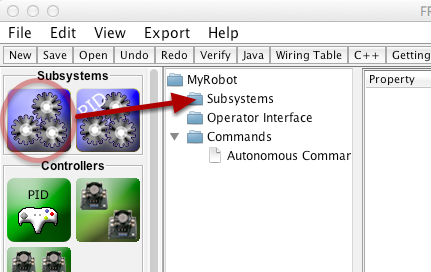 FR
File Edit View Export Help
New Save Open Undo Redo Verify Java Wiring Table C++ Getting
Subsystems
PID
Controllers
PID
MyRobot
Subsystems
Operator Interface
Commands
Autonomous Commar
Property